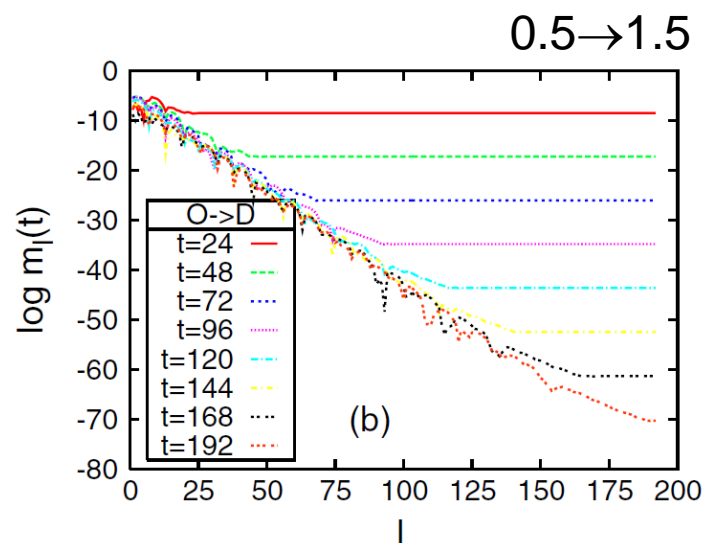 0.5→1.5
0
-10
-20
-30
-40
-50
-60
-70
-80
log m_l(t)
O->D
t=24
t=48
t=72
t=96
t=120
t=144
t=168
t=192
(b)
0 25 50 75 100 125 150 175 200
l